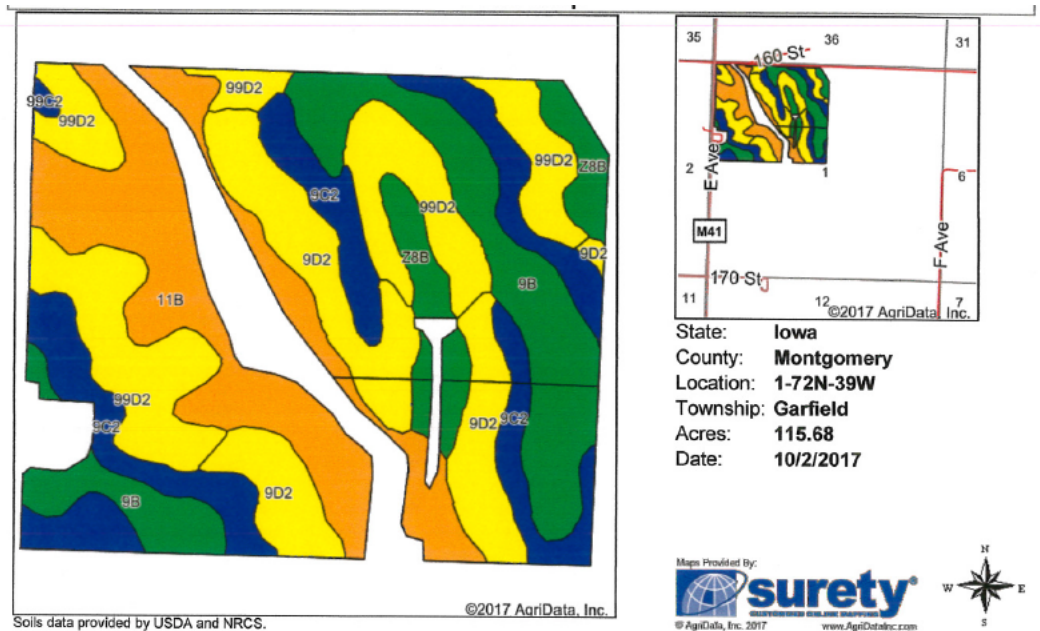 99C2
99D2
99D2
9C2
9D2
99D2
Z8B
99D2
Z8B
9D2
9B
11B
99D2
9C2
9D2
9C2
9D2
9B
©2017 AgriData, Inc.
Soils data provided by USDA and NRCS.
35
36
31
160 St
2
E Ave
1
6
M41
F Ave
170 St
11
12
7
©2017 AgriData, Inc.
State: Iowa
County: Montgomery
Location: 1-72N-39W
Township: Garfield
Acres: 115.68
Date: 10/2/2017
Maps Provided By:
surety®
© AgriData, Inc. 2017 www.AgriDataInc.com
N
W E
S